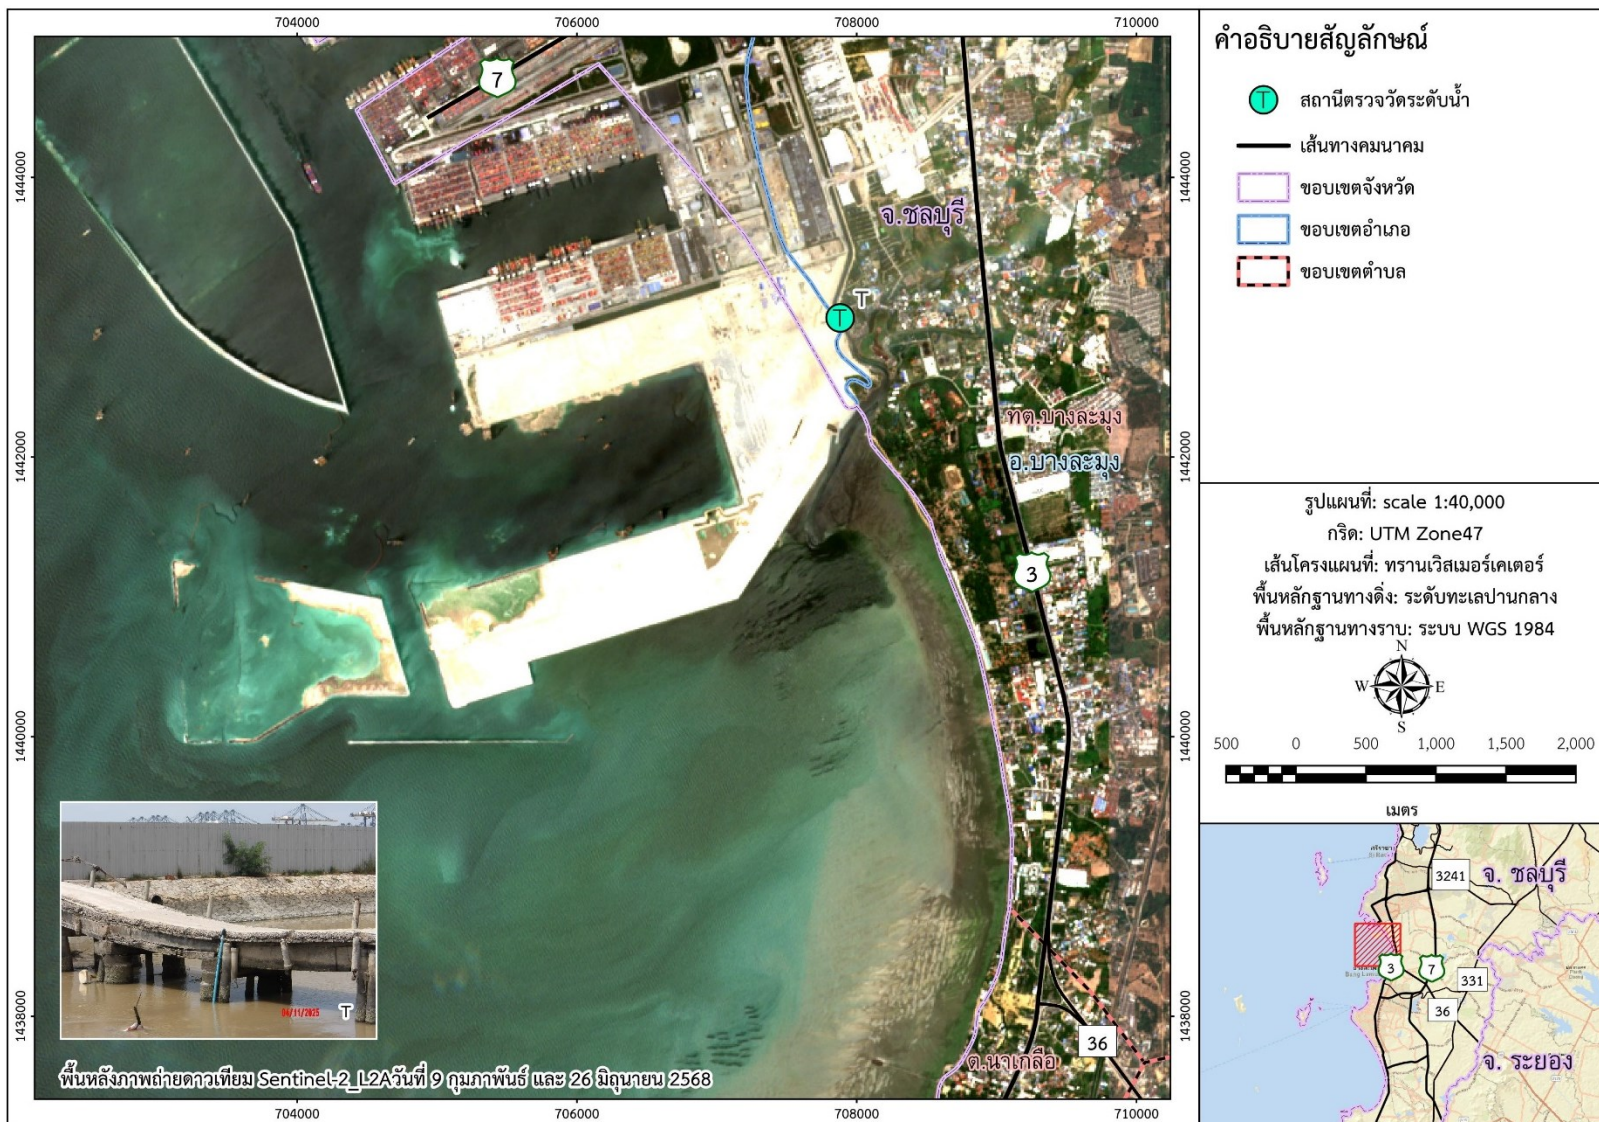 704000
706000
708000
710000
1444000
1442000
1440000
1438000
1444000
1442000
1440000
1438000
7
จ.ชลบุรี
T
T
ทต.บางละมุง
อ.บางละมุง
3
36
ต.นาเกลือ
04/11/2025
T
พื้นหลังภาพถ่ายดาวเทียม Sentinel-2_L2Aวันที่ 9 กุมภาพันธ์ และ 26 มิถุนายน 2568
704000
706000
708000
710000
คำอธิบายสัญลักษณ์
T สถานีตรวจวัดระดับน้ำ
เส้นทางคมนาคม
ขอบเขตจังหวัด
ขอบเขตอำเภอ
ขอบเขตตำบล
รูปแผนที่: scale 1:40,000
กริด: UTM Zone47
เส้นโครงแผนที่: ทรานเวิสเมอร์เคเตอร์
พื้นหลักฐานทางดิ่ง: ระดับทะเลปานกลาง
พื้นหลักฐานทางราบ: ระบบ WGS 1984
N
W E
S
500 0 500 1,000 1,500 2,000
เมตร
3241
จ. ชลบุรี
3
7
331
36
จ. ระยอง